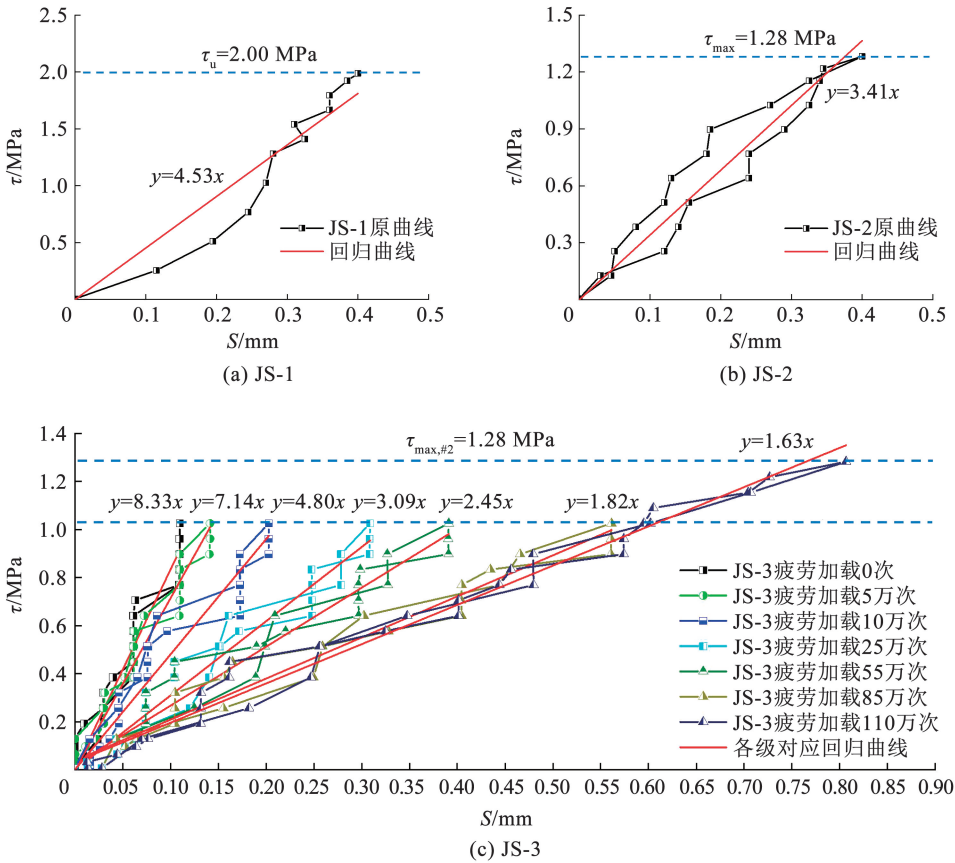 2.5
2.0
1.5
1.0
0.5
0
0.1
0.2
0.3
0.4
0.5
τ/MPa
S/mm
τu=2.00 MPa
y=4.53x
JS-1原曲线
回归曲线
(a) JS-1
1.5
1.2
0.9
0.6
0.3
0
0.1
0.2
0.3
0.4
0.5
τ/MPa
S/mm
τmax=1.28 MPa
y=3.41x
JS-2原曲线
回归曲线
(b) JS-2
1.4
1.2
1.0
0.8
0.6
0.4
0.2
0
0.05
0.10
0.15
0.20
0.25
0.30
0.35
0.40
0.45
0.50
0.55
0.60
0.65
0.70
0.75
0.80
0.85
0.90
τ/MPa
S/mm
τmax,#2=1.28 MPa
y=1.63x
y=8.33x
y=7.14x
y=4.80x
y=3.09x
y=2.45x
y=1.82x
JS-3疲劳加载0次
JS-3疲劳加载5万次
JS-3疲劳加载10万次
JS-3疲劳加载25万次
JS-3疲劳加载55万次
JS-3疲劳加载85万次
JS-3疲劳加载110万次
各级对应回归曲线
(c) JS-3